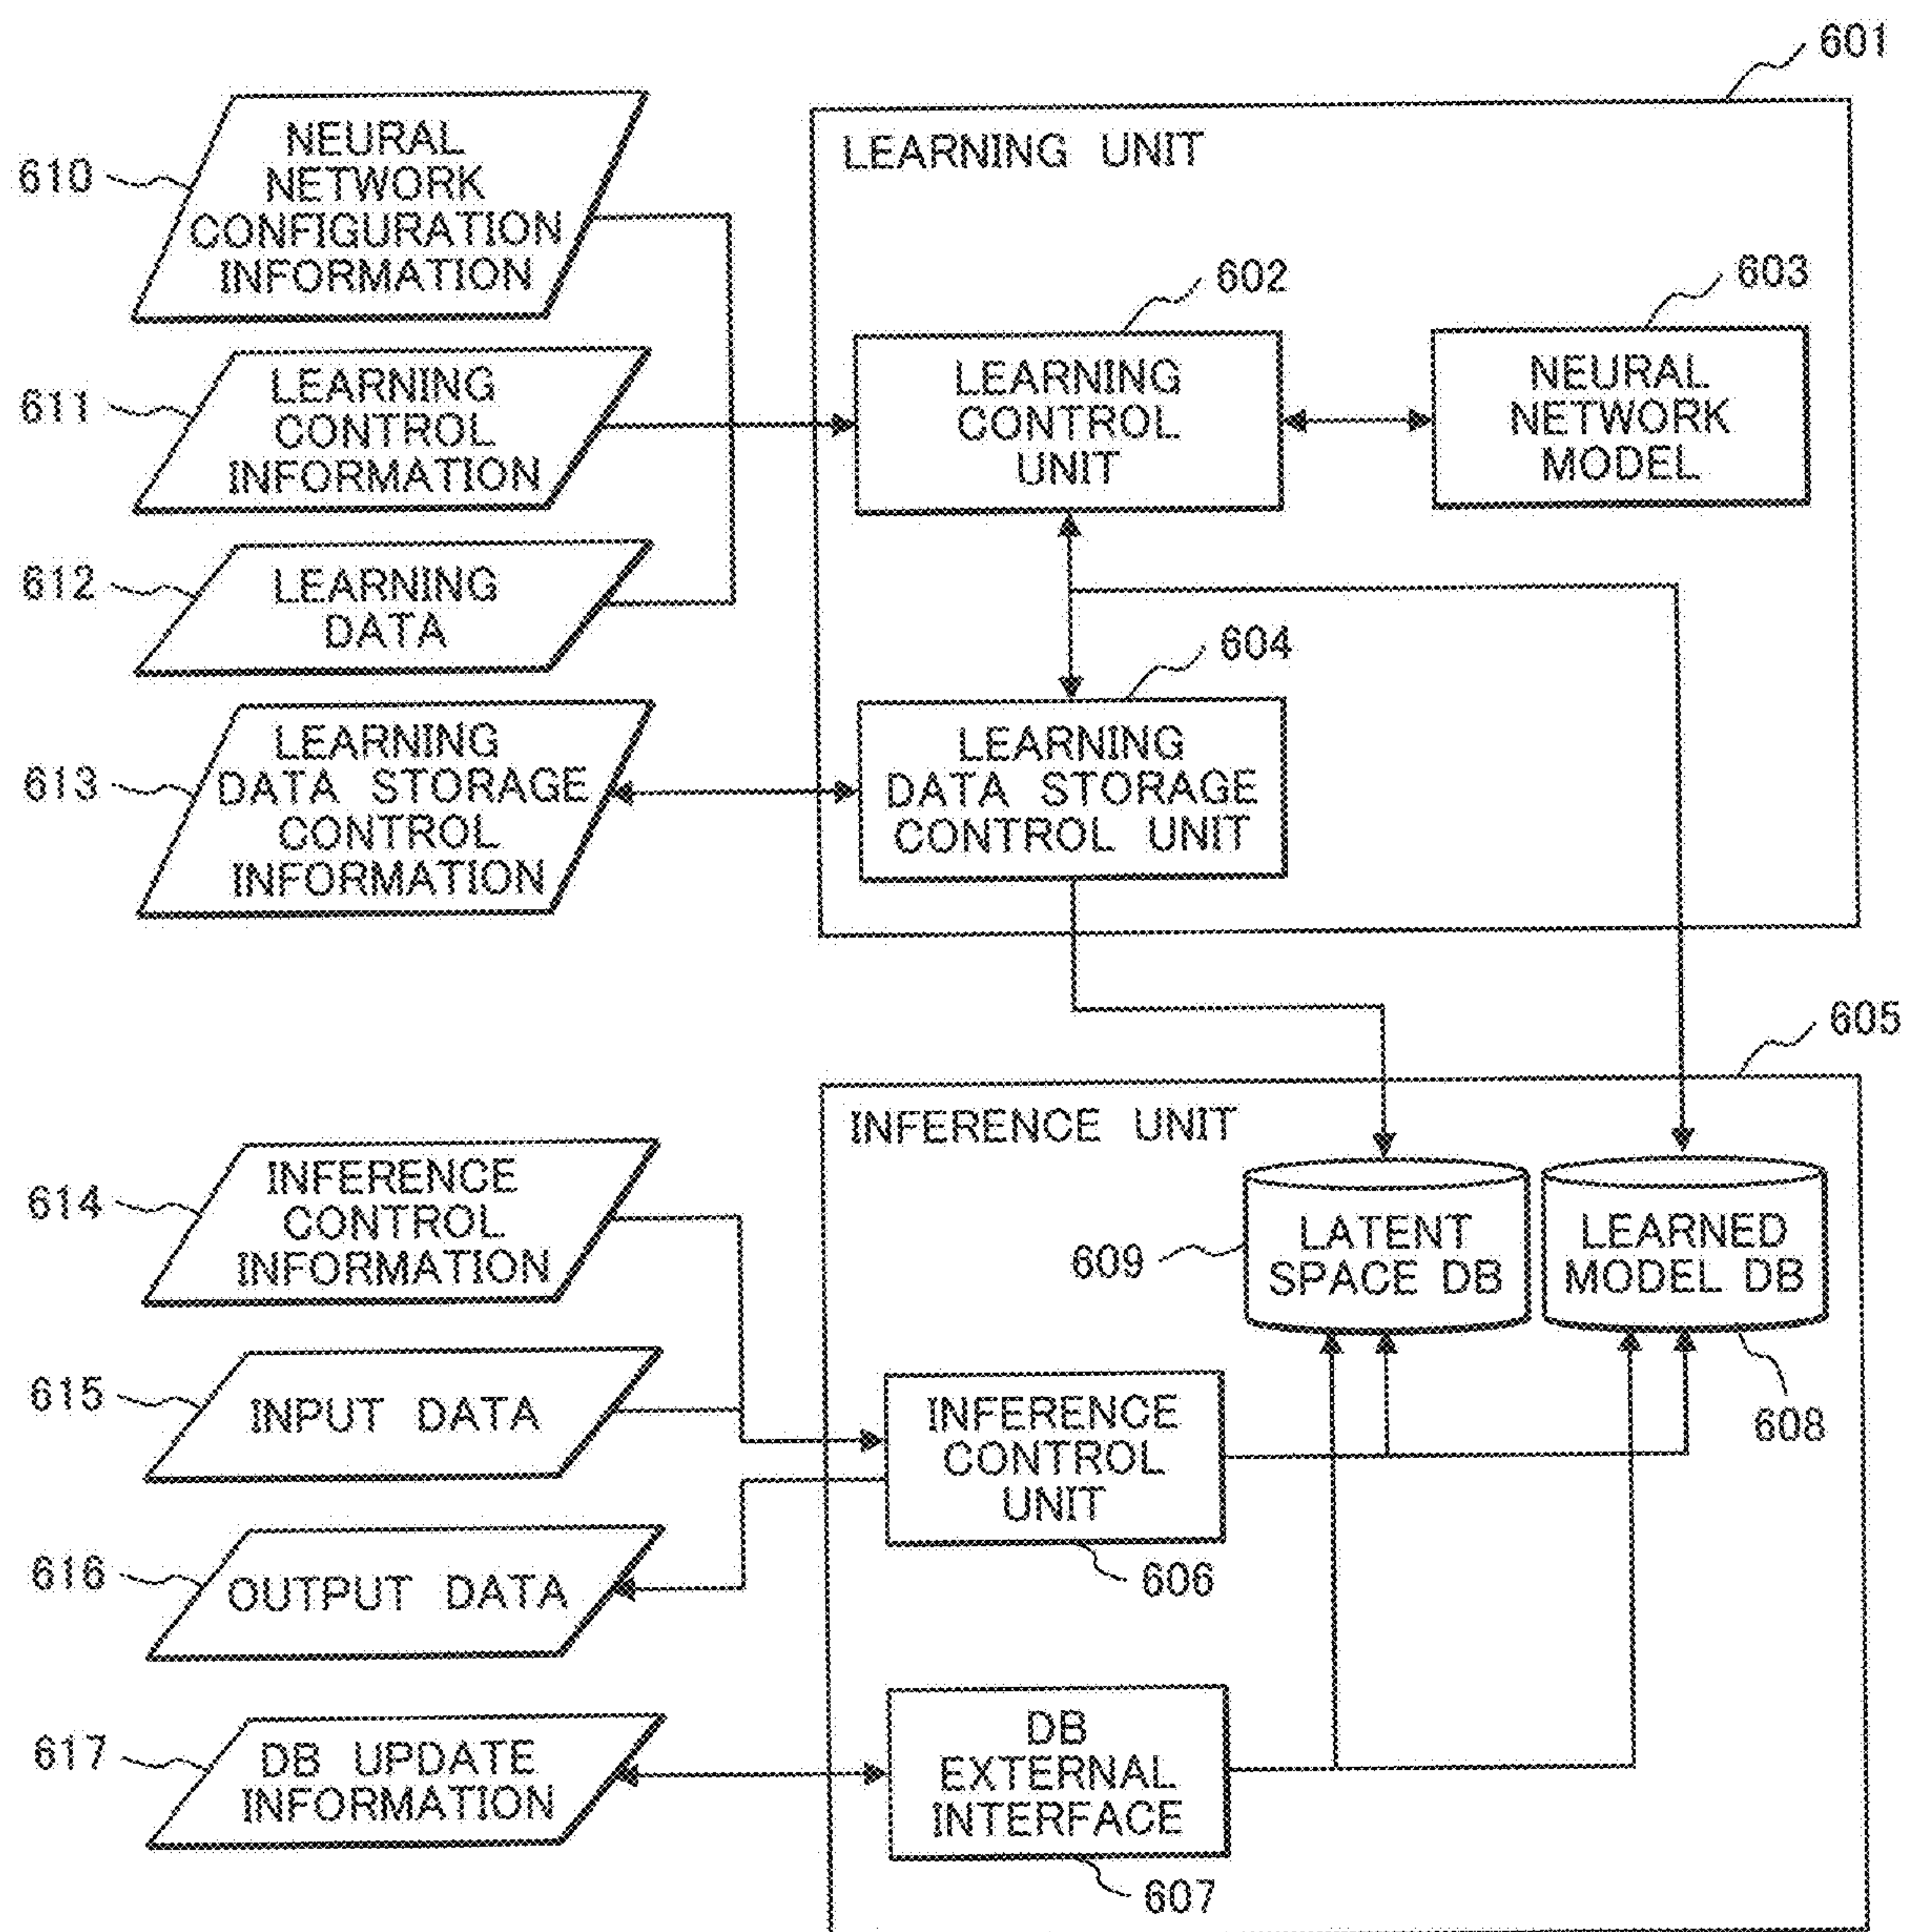 601
610
NEURAL
NETWORK
CONFIGURATION
INFORMATION
LEARNING UNIT
602
603
611
LEARNING
CONTROL
INFORMATION
LEARNING
CONTROL
UNIT
NEURAL
NETWORK
MODEL
612
LEARNING
DATA
604
613
LEARNING
DATA STORAGE
CONTROL
INFORMATION
LEARNING
DATA STORAGE
CONTROL UNIT
605
INFERENCE UNIT
614
INFERENCE
CONTROL
INFORMATION
609
LATENT
SPACE DB
LEARNED
MODEL DB
608
615
INPUT DATA
INFERENCE
CONTROL
UNIT
606
616
OUTPUT DATA
617
DB UPDATE
INFORMATION
DB
EXTERNAL
INTERFACE
607